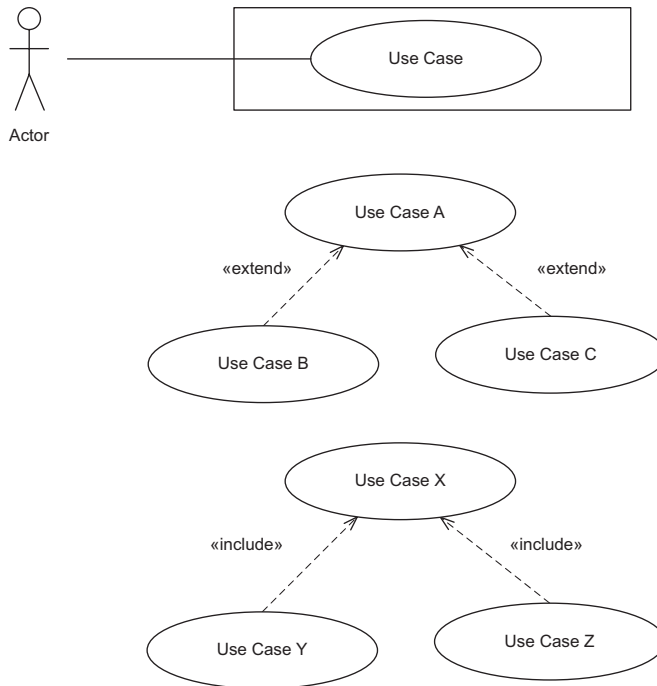 Use Case
Actor
Use Case A
«extend»
«extend»
Use Case B
Use Case C
Use Case X
«include»
«include»
Use Case Y
Use Case Z